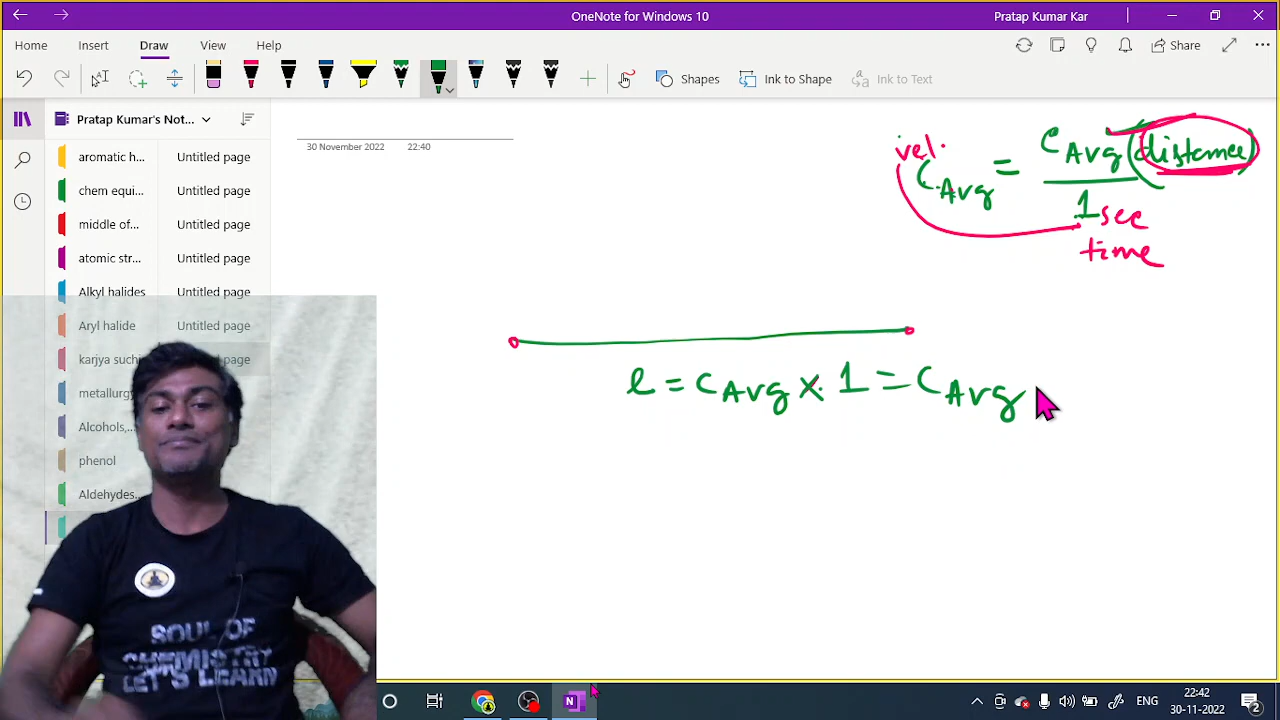 OneNote for Windows 10
Pratap Kumar Kar
Home Insert Draw View Help
Share
Shapes
Ink to Shape
Ink to Text
Pratap Kumar's Not...
aromatic h... Untitled page
chem equi... Untitled page
middle of... Untitled page
atomic str... Untitled page
Alkyl halides Untitled page
Aryl halide Untitled page
karjya suchi page
metallurgy
Alcohols,...
phenol
Aldehydes...
30 November 2022 22:40
vel.
CAvg = CAvg (distance)
1 sec
time
l = CAvg × 1 = CAvg
SOUL OF
CHEMISTRY
LET'S LEARN
ENG
22:42
30-11-2022
2